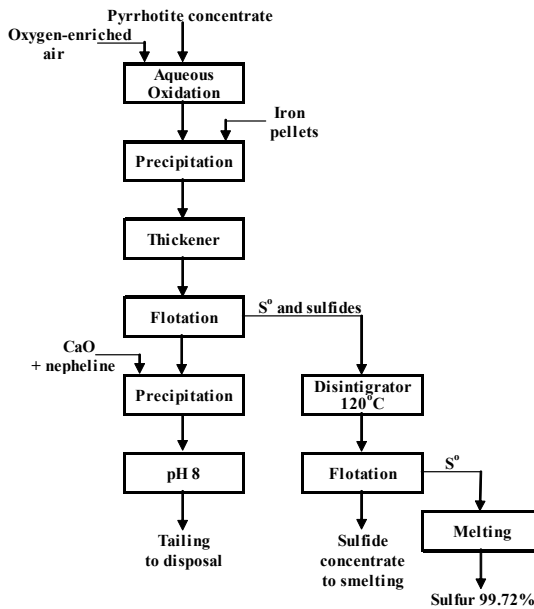 Pyrrhotite concentrate
Oxygen-enriched
air
Aqueous
Oxidation
Iron
pellets
Precipitation
Thickener
Flotation
S° and sulfides
CaO
+ nepheline
Precipitation
Disintigrator
120°C
pH 8
Flotation
S°
Tailing
to disposal
Sulfide
concentrate
to smelting
Melting
Sulfur 99.72%